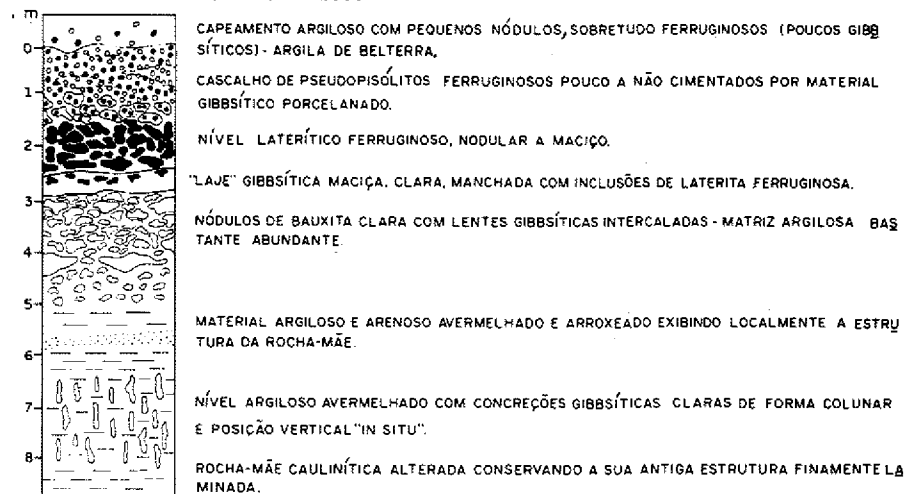 m
CAPEAMENTO ARGILOSO COM PEQUENOS NÓDULOS, SOBRETUDO FERRUGINOSOS (POUCOS GIBB
SÍTICOS) - ARGILA DE BELTERRA.
0
CASCALHO DE PSEUDOPISÓLITOS FERRUGINOSOS POUCO A NÃO CIMENTADOS POR MATERIAL
1
GIBBSÍTICO PORCELANADO.
2
NÍVEL LATERÍTICO FERRUGINOSO, NODULAR A MACIÇO.
"LAJE" GIBBSÍTICA MACIÇA, CLARA, MANCHADA COM INCLUSÕES DE LATERITA FERRUGINOSA.
3
NÓDULOS DE BAUXITA CLARA COM LENTES GIBBSÍTICAS INTERCALADAS - MATRIZ ARGILOSA BAS
TANTE ABUNDANTE.
4
5
MATERIAL ARGILOSO E ARENOSO AVERMELHADO E ARROXEADO EXIBINDO LOCALMENTE A ESTRU
TURA DA ROCHA-MÃE.
6
NÍVEL ARGILOSO AVERMELHADO COM CONCREÇÕES GIBBSÍTICAS CLARAS DE FORMA COLUNAR
7
E POSIÇÃO VERTICAL "IN SITU".
8
ROCHA-MÃE CAULINÍTICA ALTERADA CONSERVANDO A SUA ANTIGA ESTRUTURA FINAMENTE LA
MINADA.